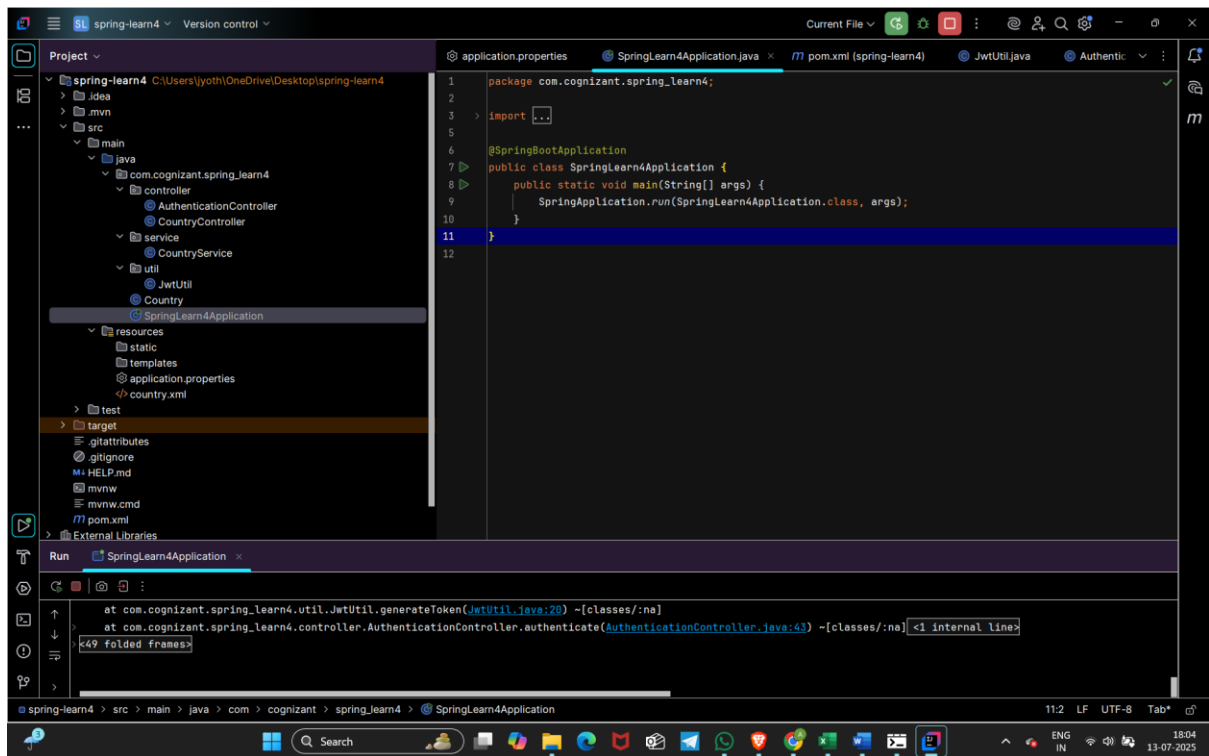 SL spring-learn4 Version control Current File
Project
application.properties SpringLearn4Application.java pom.xml (spring-learn4) JwtUtil.java Authentic
spring-learn4 C:\Users\jyoth\OneDrive\Desktop\spring-learn4
.idea
.mvn
src
main
java
com.cognizant.spring_learn4
controller
AuthenticationController
CountryController
service
CountryService
util
JwtUtil
Country
SpringLearn4Application
resources
static
templates
application.properties
country.xml
test
target
.gitattributes
.gitignore
HELP.md
mvnw
mvnw.cmd
pom.xml
External Libraries
1 package com.cognizant.spring_learn4;
2
3 import ...
5
6 @SpringBootApplication
7 public class SpringLearn4Application {
8 public static void main(String[] args) {
9 SpringApplication.run(SpringLearn4Application.class, args);
10 }
11 }
12
Run SpringLearn4Application
at com.cognizant.spring_learn4.util.JwtUtil.generateToken(JwtUtil.java:20) ~[classes/:na]
at com.cognizant.spring_learn4.controller.AuthenticationController.authenticate(AuthenticationController.java:43) ~[classes/:na] <1 internal line>
<49 folded frames>
spring-learn4 > src > main > java > com > cognizant > spring_learn4 > SpringLearn4Application 11:2 LF UTF-8 Tab*
Search ENG 18:04
IN 13-07-2025